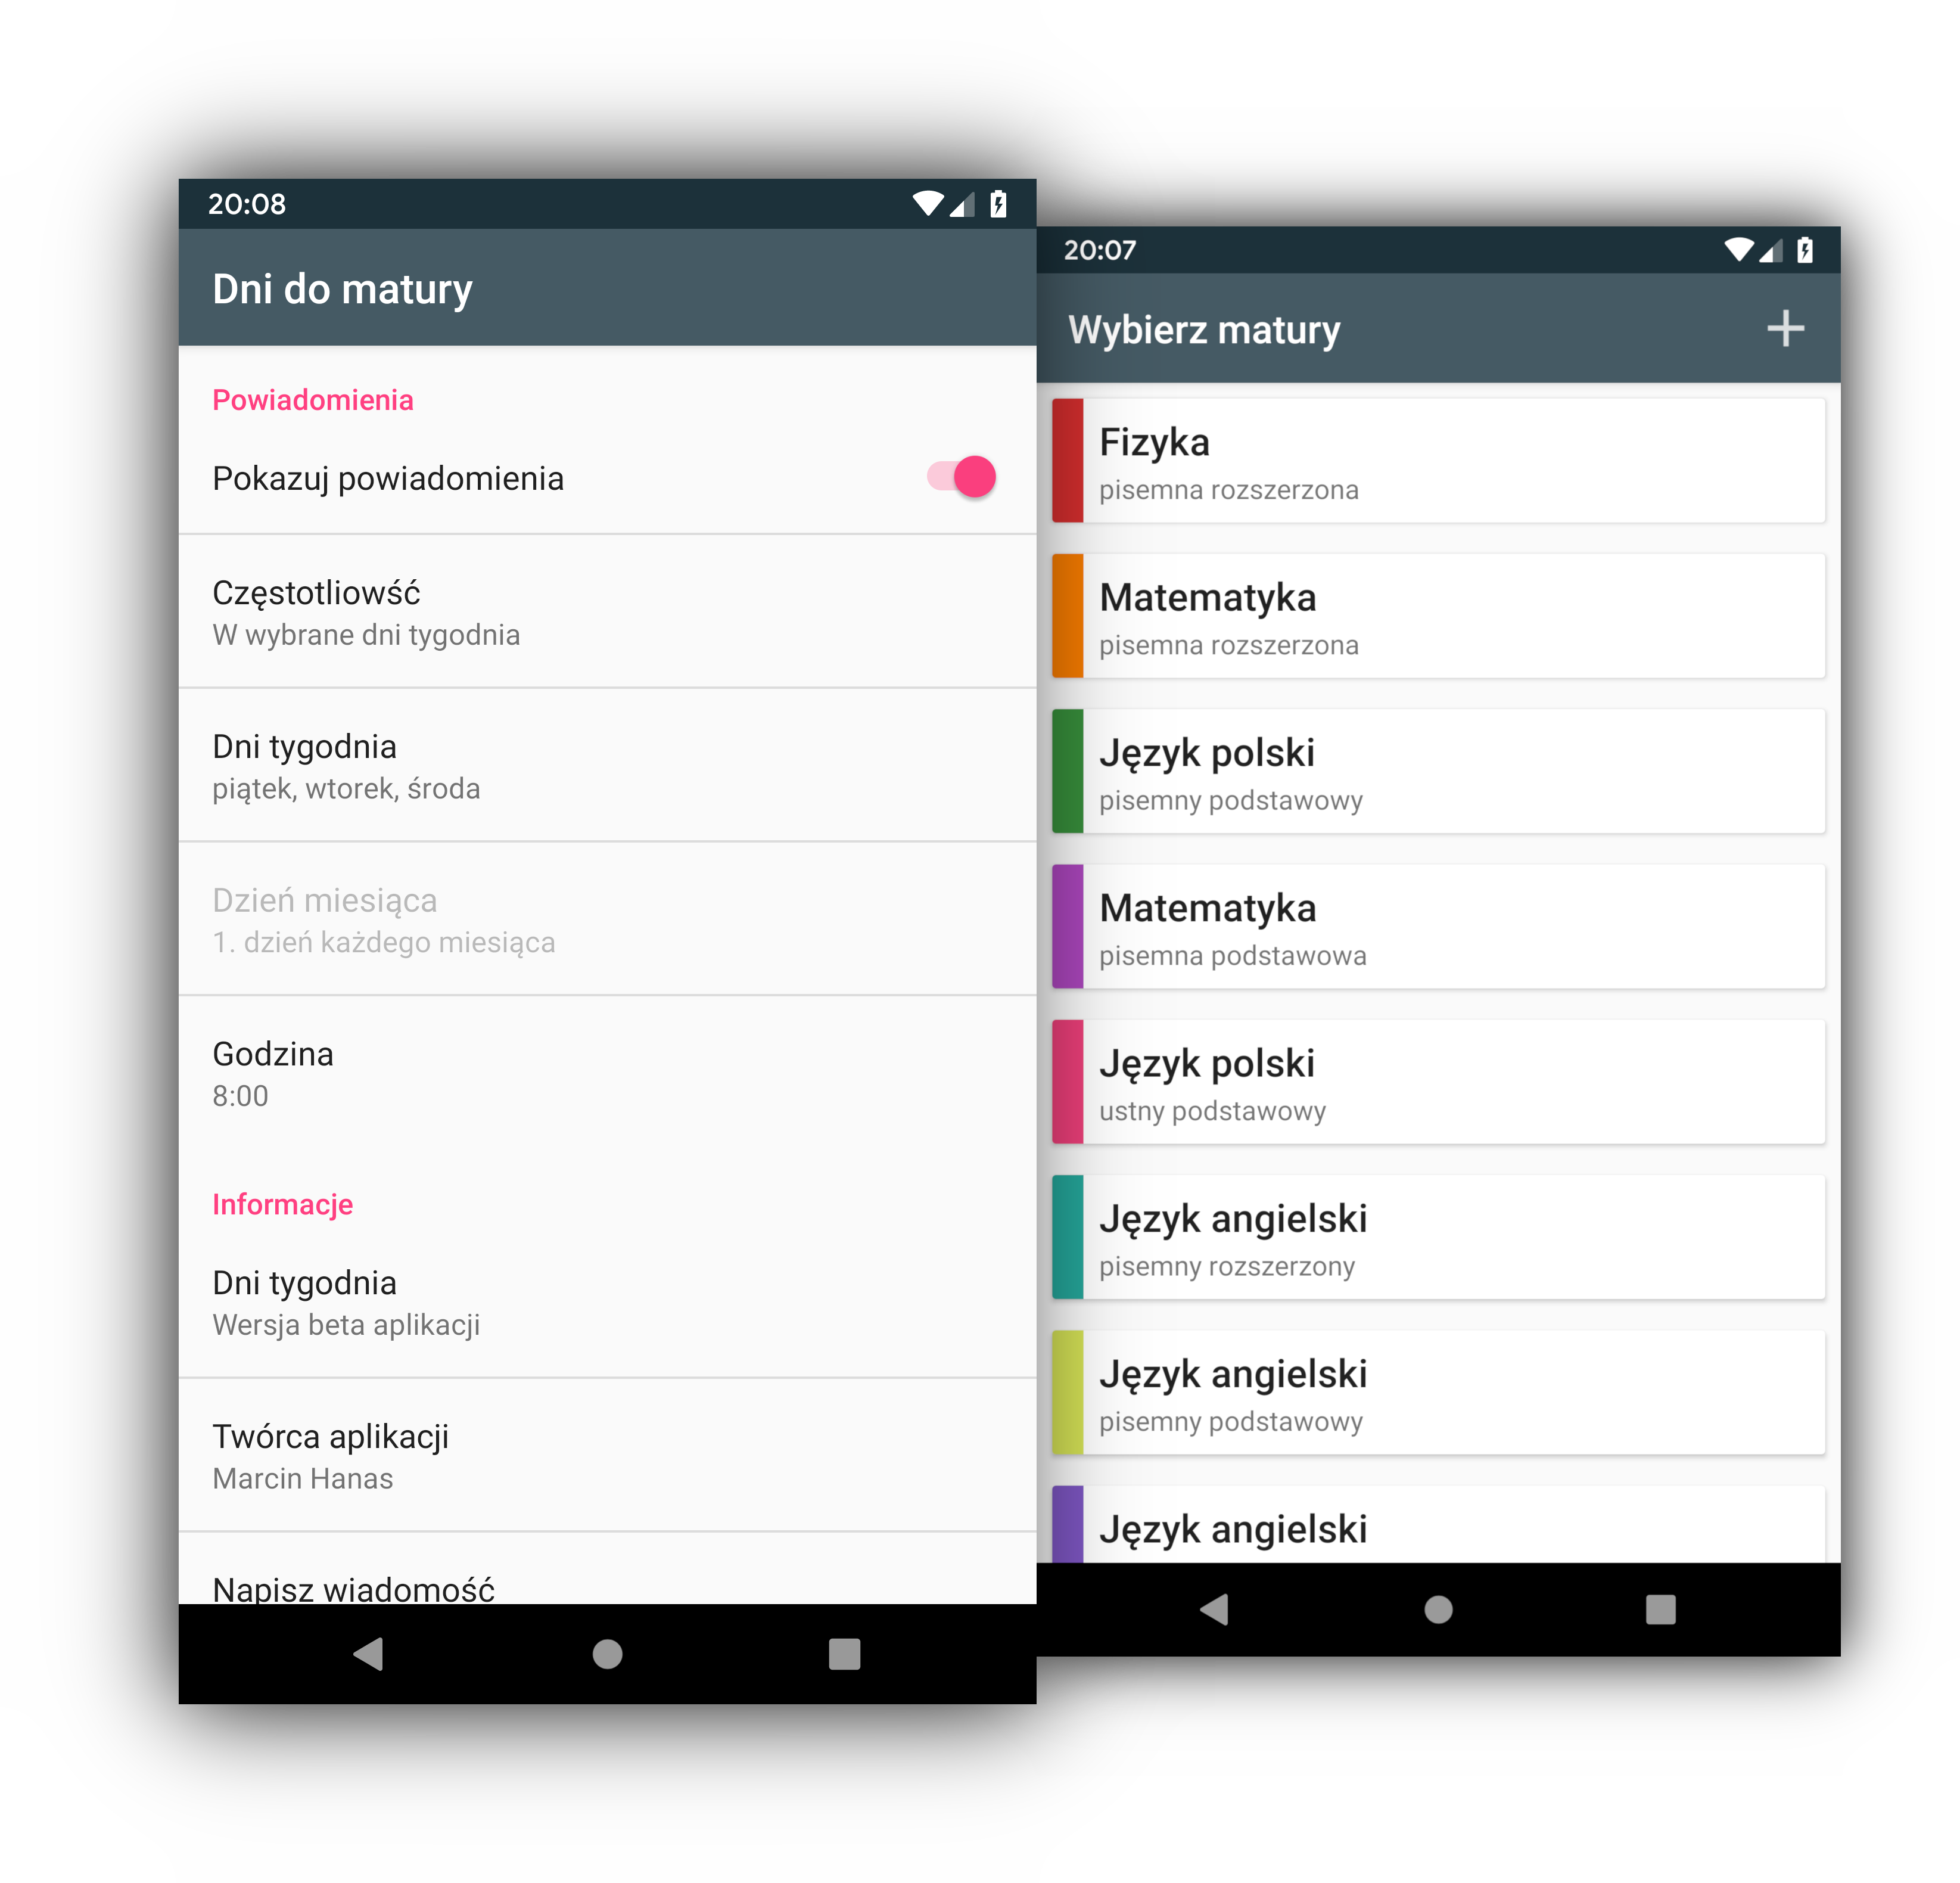 20:08
Dni do matury
Powiadomienia
Pokazuj powiadomienia
Częstotliowść
W wybrane dni tygodnia
Dni tygodnia
piątek, wtorek, środa
Dzień miesiąca
1. dzień każdego miesiąca
Godzina
8:00
Informacje
Dni tygodnia
Wersja beta aplikacji
Twórca aplikacji
Marcin Hanas
Napisz wiadomość
20:07
Wybierz matury
Fizyka
pisemna rozszerzona
Matematyka
pisemna rozszerzona
Język polski
pisemny podstawowy
Matematyka
pisemna podstawowa
Język polski
ustny podstawowy
Język angielski
pisemny rozszerzony
Język angielski
pisemny podstawowy
Język angielski